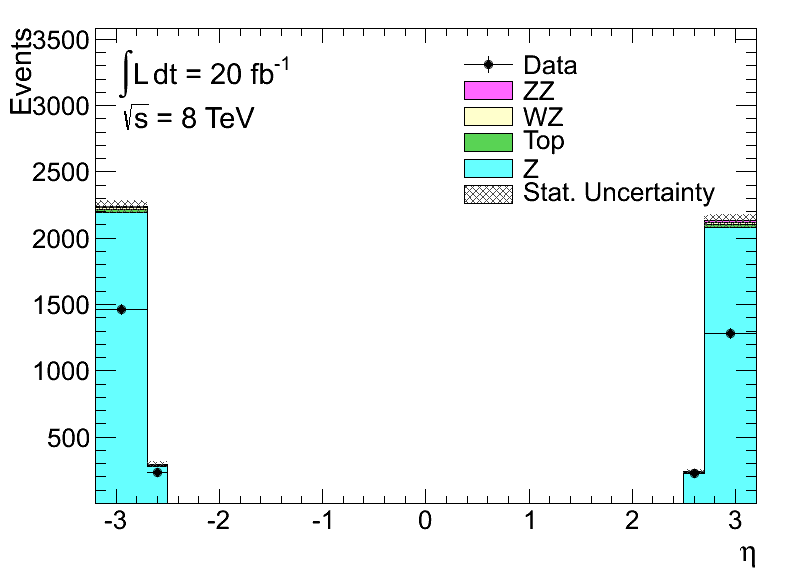 Events
3500
3000
2500
2000
1500
1000
500
∫L dt = 20 fb⁻¹
√s = 8 TeV
Data
ZZ
WZ
Top
Z
Stat. Uncertainty
-3 -2 -1 0 1 2 3
η